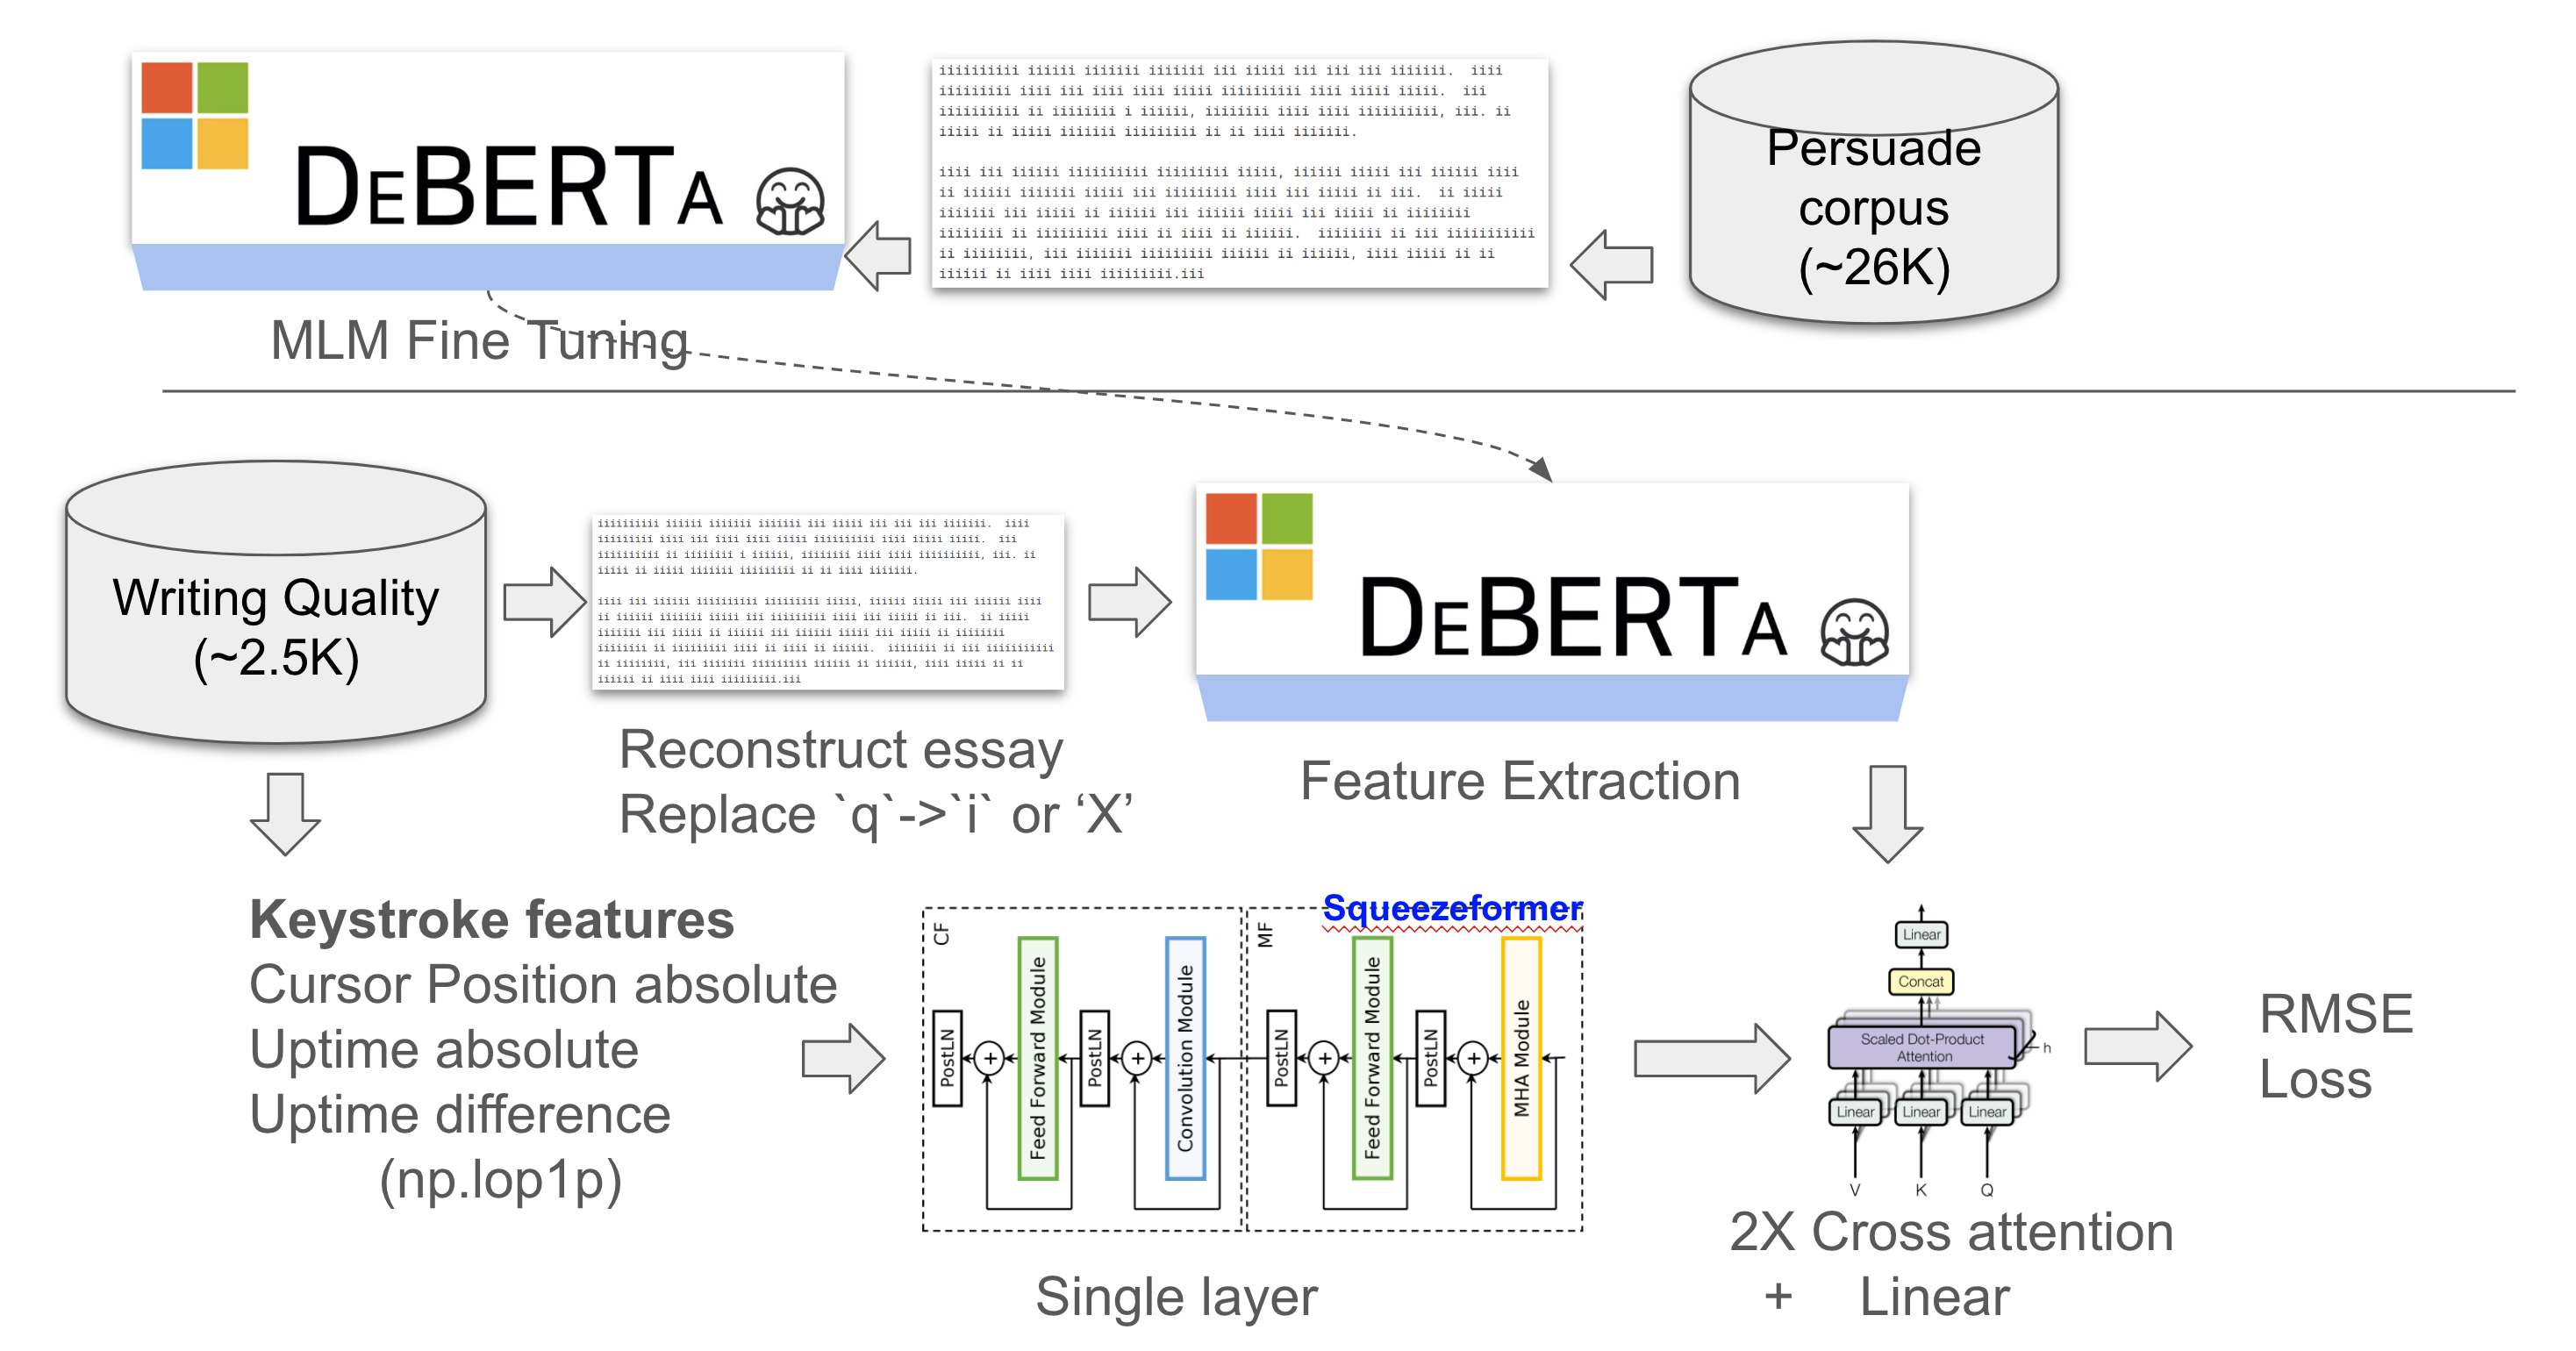 DEBERTA
iiiiiiiiii iiiiii iiiiiii iiiiiii iii iiiii iii iii iii iiiiiii. iiii
iiiiiiiii iiii iii iiii iiii iiiii iiiiiiiiii iiii iiiii iiiii. iii
iiiiiiiiii ii iiiiiiii i iiiiii, iiiiiiii iiii iiii iiiiiiiiii, iii. ii
iiiii ii iiiii iiiiiii iiiiiiiii ii ii iiii iiiiiii.
iiii iii iiiiii iiiiiiiiii iiiiiiiii iiiii, iiiiii iiiii iii iiiiii iiii
ii iiiiii iiiiiii iiiii iii iiiiiiiii iiii iii iiiii ii iii. ii iiiii
iiiiiii iii iiiii ii iiiiii iii iiiiii iiiii iii iiiii ii iiiiiiii
iiiiiiii ii iiiiiiiii iiii ii iiii ii iiiiii. iiiiiiii ii iii iiiiiiiiiii
ii iiiiiiii, iii iiiiiii iiiiiiiii iiiiii ii iiiiii, iiii iiiii ii ii
iiiiii ii iiii iiii iiiiiiiii.iii
Persuade
corpus
(~26K)
MLM Fine Tuning
Writing Quality
(~2.5K)
iiiiiiiiii iiiiii iiiiiii iiiiiii iii iiiii iii iii iii iiiiiii. iiii
iiiiiiiii iiii iii iiii iiii iiiii iiiiiiiiii iiii iiiii iiiii. iii
iiiiiiiiii ii iiiiiiii i iiiiii, iiiiiiii iiii iiii iiiiiiiiii, iii. ii
iiiii ii iiiii iiiiiii iiiiiiiii ii ii iiii iiiiiii.
iiii iii iiiiii iiiiiiiiii iiiiiiiii iiiii, iiiiii iiiii iii iiiiii iiii
ii iiiiii iiiiiii iiiii iii iiiiiiiii iiii iii iiiii ii iii. ii iiiii
iiiiiii iii iiiii ii iiiiii iii iiiiii iiiii iii iiiii ii iiiiiiii
iiiiiiii ii iiiiiiiii iiii ii iiii ii iiiiii. iiiiiiii ii iii iiiiiiiiiii
ii iiiiiiii, iii iiiiiii iiiiiiiii iiiiii ii iiiiii, iiii iiiii ii ii
iiiiii ii iiii iiii iiiiiiiii.iii
DEBERTA
Reconstruct essay
Replace `q`->`i` or ‘X’
Feature Extraction
Keystroke features
Cursor Position absolute
Uptime absolute
Uptime difference
(np.lop1p)
Squeezeformer
CF
MF
PostLN
+
Feed Forward Module
PostLN
+
Convolution Module
PostLN
+
Feed Forward Module
PostLN
+
MHA Module
Single layer
Linear
Concat
Scaled Dot-Product
Attention
h
Linear
Linear
Linear
V
K
Q
2X Cross attention
+ Linear
RMSE
Loss